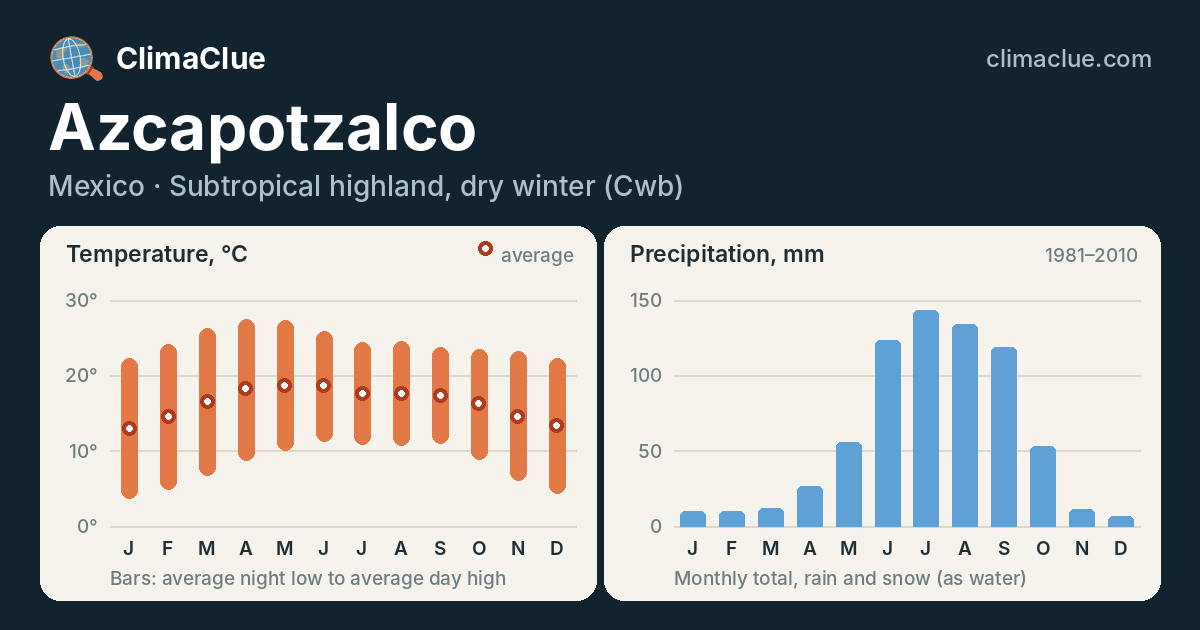 ClimaClue
climaclue.com
Azcapotzalco
Mexico · Subtropical highland, dry winter (Cwb)
Temperature, °C
average
30°
20°
10°
0°
J F M A M J J A S O N D
Bars: average night low to average day high
Precipitation, mm
1981–2010
150
100
50
0
J F M A M J J A S O N D
Monthly total, rain and snow (as water)